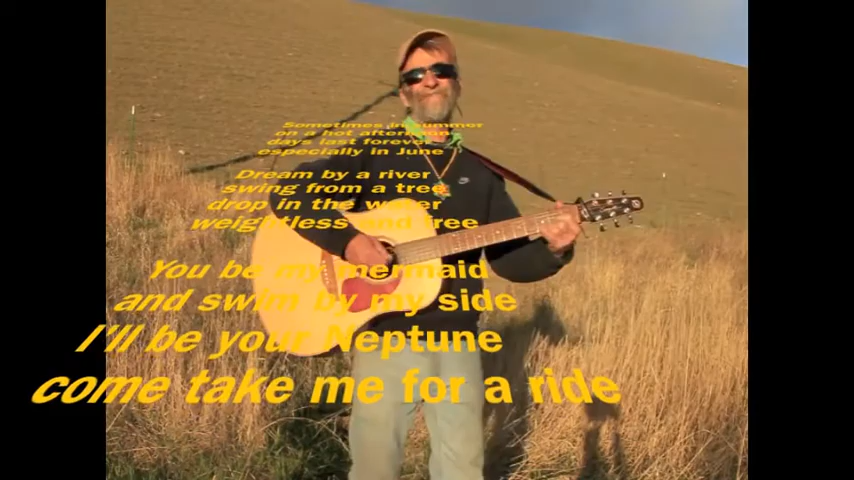 Sometimes in summer
on a hot afternoon
days last forever
especially in June
Dream by a river
swing from a tree
drop in the water
weightless and free
You be my mermaid
and swim by my side
I'll be your Neptune
come take me for a ride